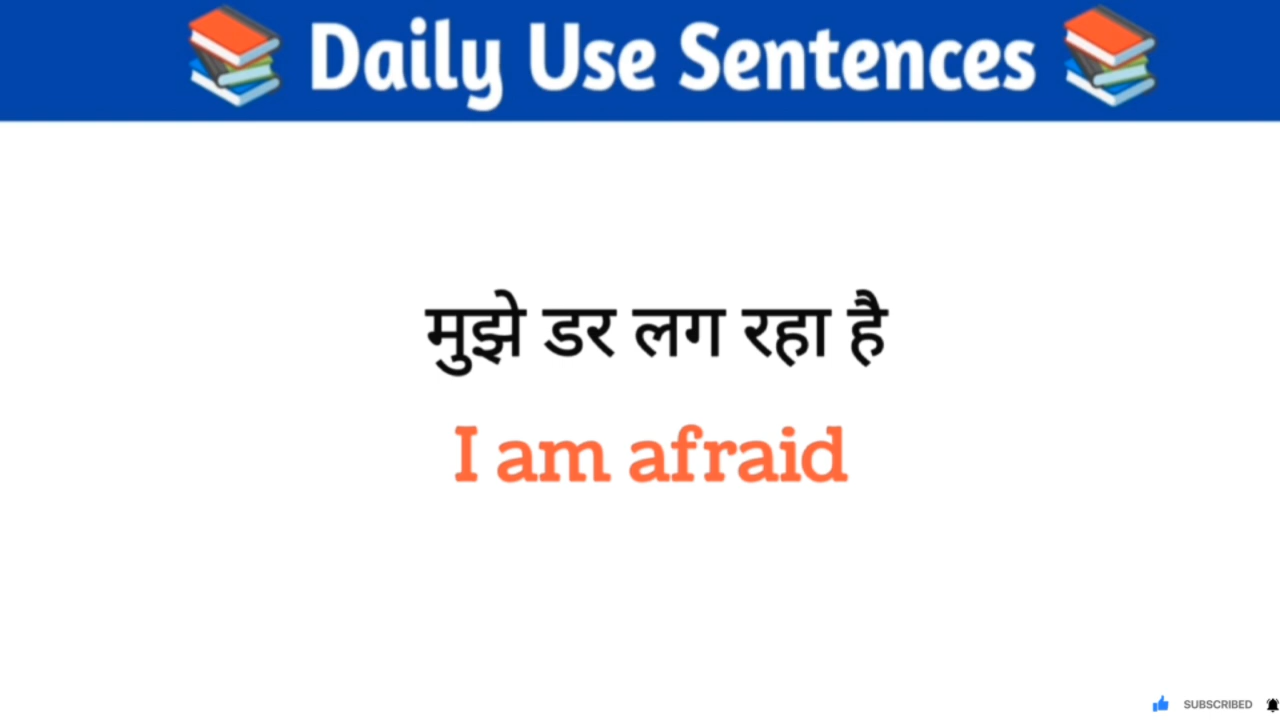 📚 Daily Use Sentences 📚
मुझे डर लग रहा है
I am afraid
SUBSCRIBED